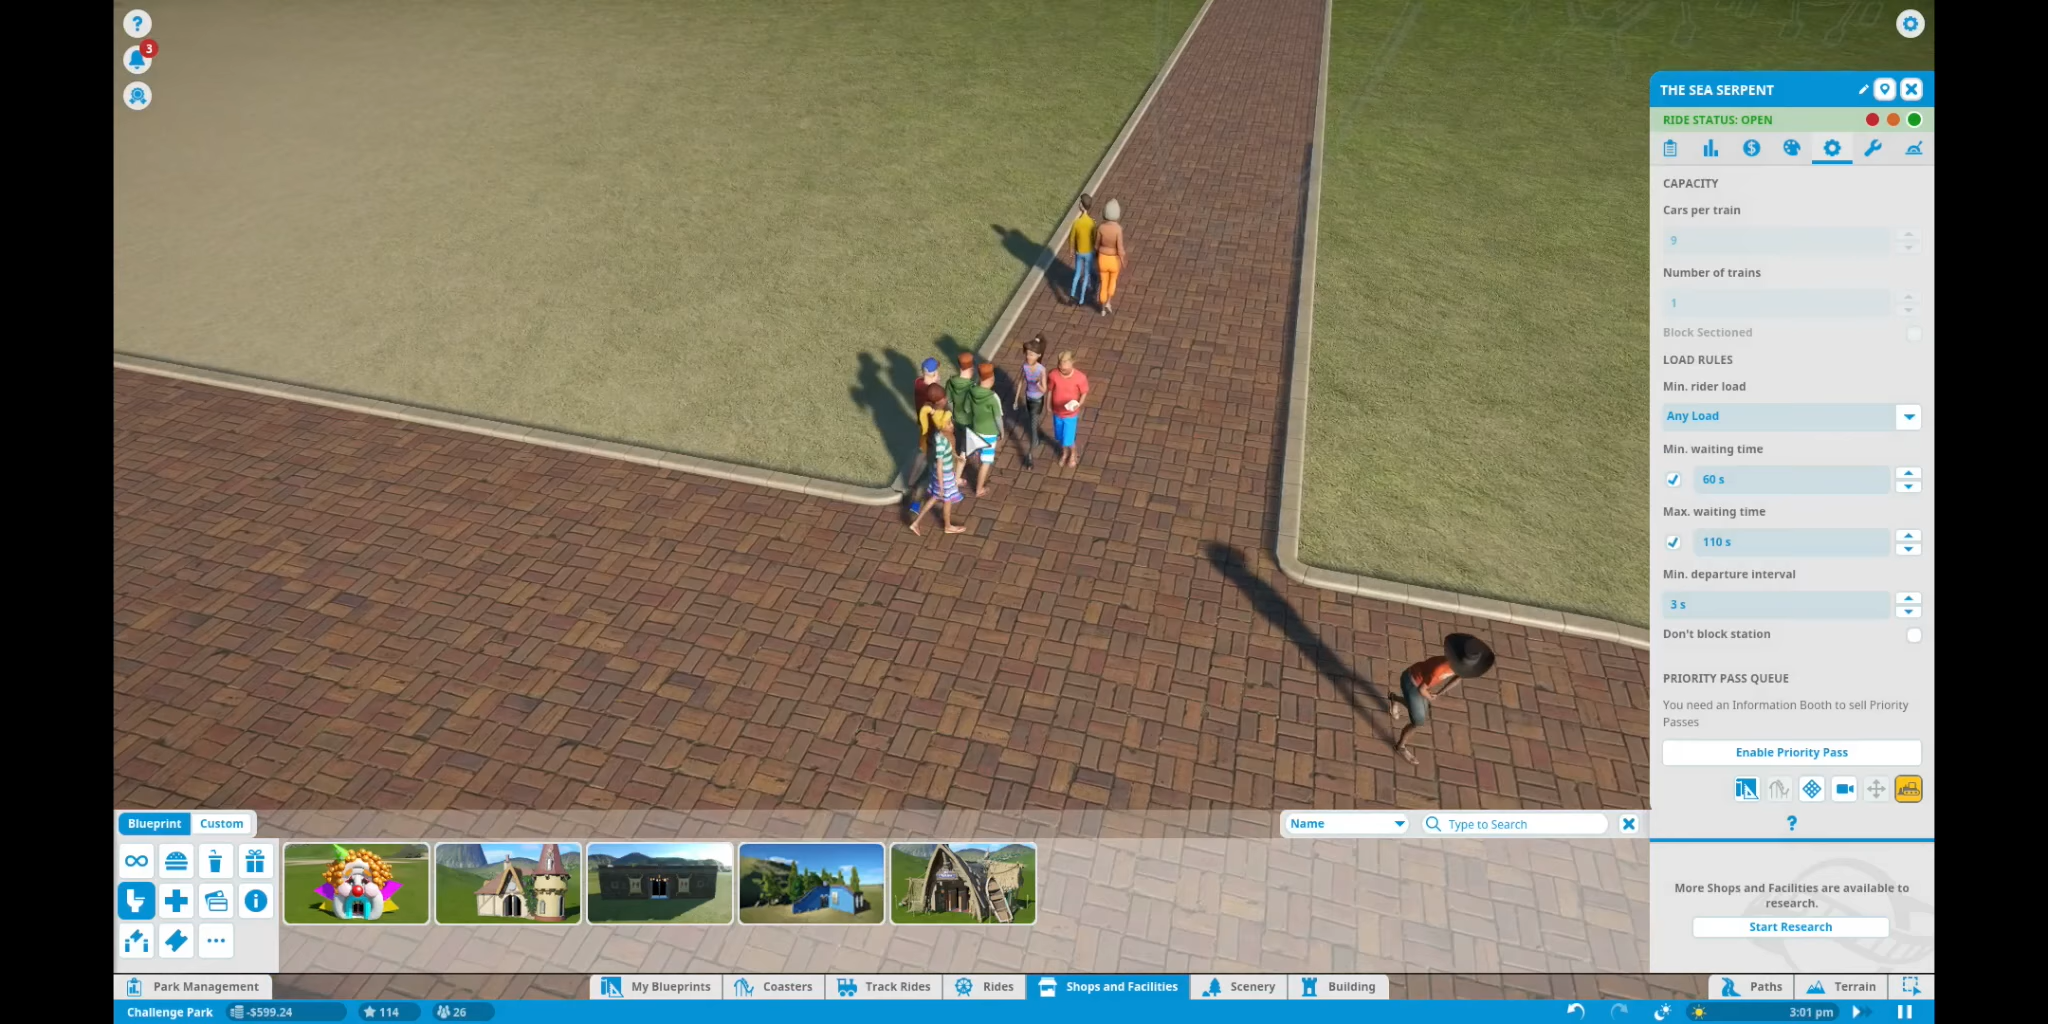 ?
3
THE SEA SERPENT
RIDE STATUS: OPEN
CAPACITY
Cars per train
9
Number of trains
1
Block Sectioned
LOAD RULES
Min. rider load
Any Load
Min. waiting time
60 s
Max. waiting time
110 s
Min. departure interval
3 s
Don't block station
PRIORITY PASS QUEUE
You need an Information Booth to sell Priority
Passes
Enable Priority Pass
?
Blueprint Custom
Name
Type to Search
More Shops and Facilities are available to
research.
Start Research
Park Management
My Blueprints Coasters Track Rides Rides Shops and Facilities Scenery Building
Paths Terrain
Challenge Park -$599.24 114 26
3:01 pm